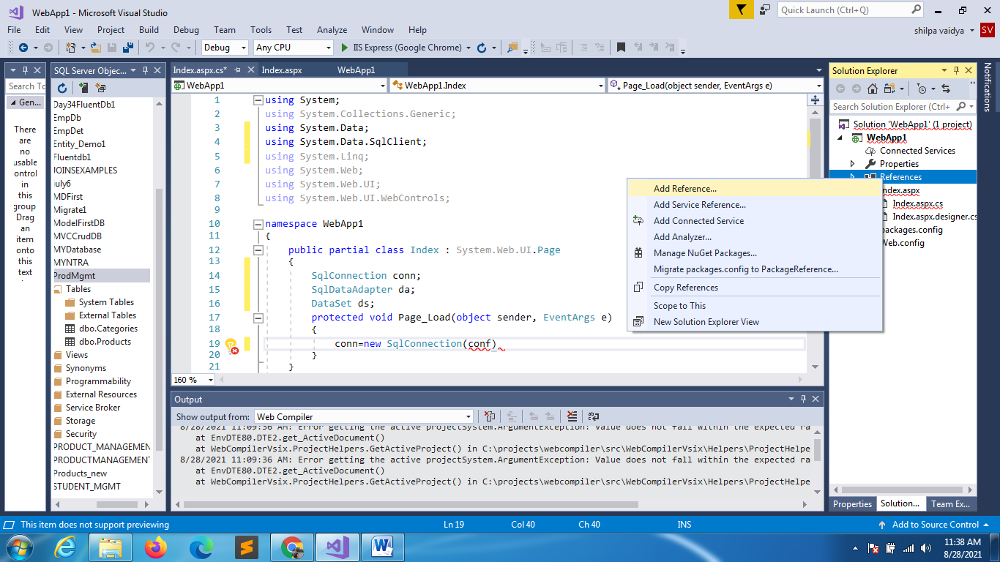 WebApp1 - Microsoft Visual Studio
Quick Launch (Ctrl+Q)
File Edit View Project Build Debug Team Tools Test Analyze Window Help
shilpa vaidya SV
Debug Any CPU IIS Express (Google Chrome)
Search To
Gen...
There
are
no
usable
ontrol
in
this
group
Drag
an
item
onto
this
text
SQL Server Objec...
Day34FluentDb1
EmpDb
EmpDet
Entity_Demo1
Fluentdb1
JOINSEXAMPLES
july6
MDFirst
Migrate1
ModelFirstDB
MVCCrudDB
MYDatabase
MYNTRA
ProdMgmt
Tables
System Tables
External Tables
dbo.Categories
dbo.Products
Views
Synonyms
Programmability
External Resources
Service Broker
Storage
Security
PRODUCT_MANAGEMEN
PRODUCTMANAGEMENT
Products_new
STUDENT_MGMT
Index.aspx.cs* Index.aspx WebApp1
WebApp1 WebApp1.Index Page_Load(object sender, EventArgs e)
1 using System;
2 using System.Collections.Generic;
3 using System.Data;
4 using System.Data.SqlClient;
5 using System.Linq;
6 using System.Web;
7 using System.Web.UI;
8 using System.Web.UI.WebControls;
9
10 namespace WebApp1
11 {
12 public partial class Index : System.Web.UI.Page
13 {
14 SqlConnection conn;
15 SqlDataAdapter da;
16 DataSet ds;
17 protected void Page_Load(object sender, EventArgs e)
18 {
19 conn=new SqlConnection(conf)
20 }
21 }
160 %
Output
Show output from: Web Compiler
8/28/2021 11:09:36 AM: Error getting the active projectSystem.ArgumentException: Value does not fall within the expected ra
at EnvDTE80.DTE2.get_ActiveDocument()
at WebCompilerVsix.ProjectHelpers.GetActiveProject() in C:\projects\webcompiler\src\WebCompilerVsix\Helpers\ProjectHelpe
8/28/2021 11:09:36 AM: Error getting the active projectSystem.ArgumentException: Value does not fall within the expected ra
at EnvDTE80.DTE2.get_ActiveDocument()
at WebCompilerVsix.ProjectHelpers.GetActiveProject() in C:\projects\webcompiler\src\WebCompilerVsix\Helpers\ProjectHelpe
Add Reference...
Add Service Reference...
Add Connected Service
Add Analyzer...
Manage NuGet Packages...
Migrate packages.config to PackageReference...
Copy References
Scope to This
New Solution Explorer View
Solution Explorer
Search Solution Explorer (Ctrl+
Solution 'WebApp1' (1 project)
WebApp1
Connected Services
Properties
References
Index.aspx
Index.aspx.cs
Index.aspx.designer.cs
packages.config
Web.config
Properties Solution... Team Ex...
Notifications
This item does not support previewing Ln 19 Col 40 Ch 40 INS Add to Source Control
11:38 AM
8/28/2021